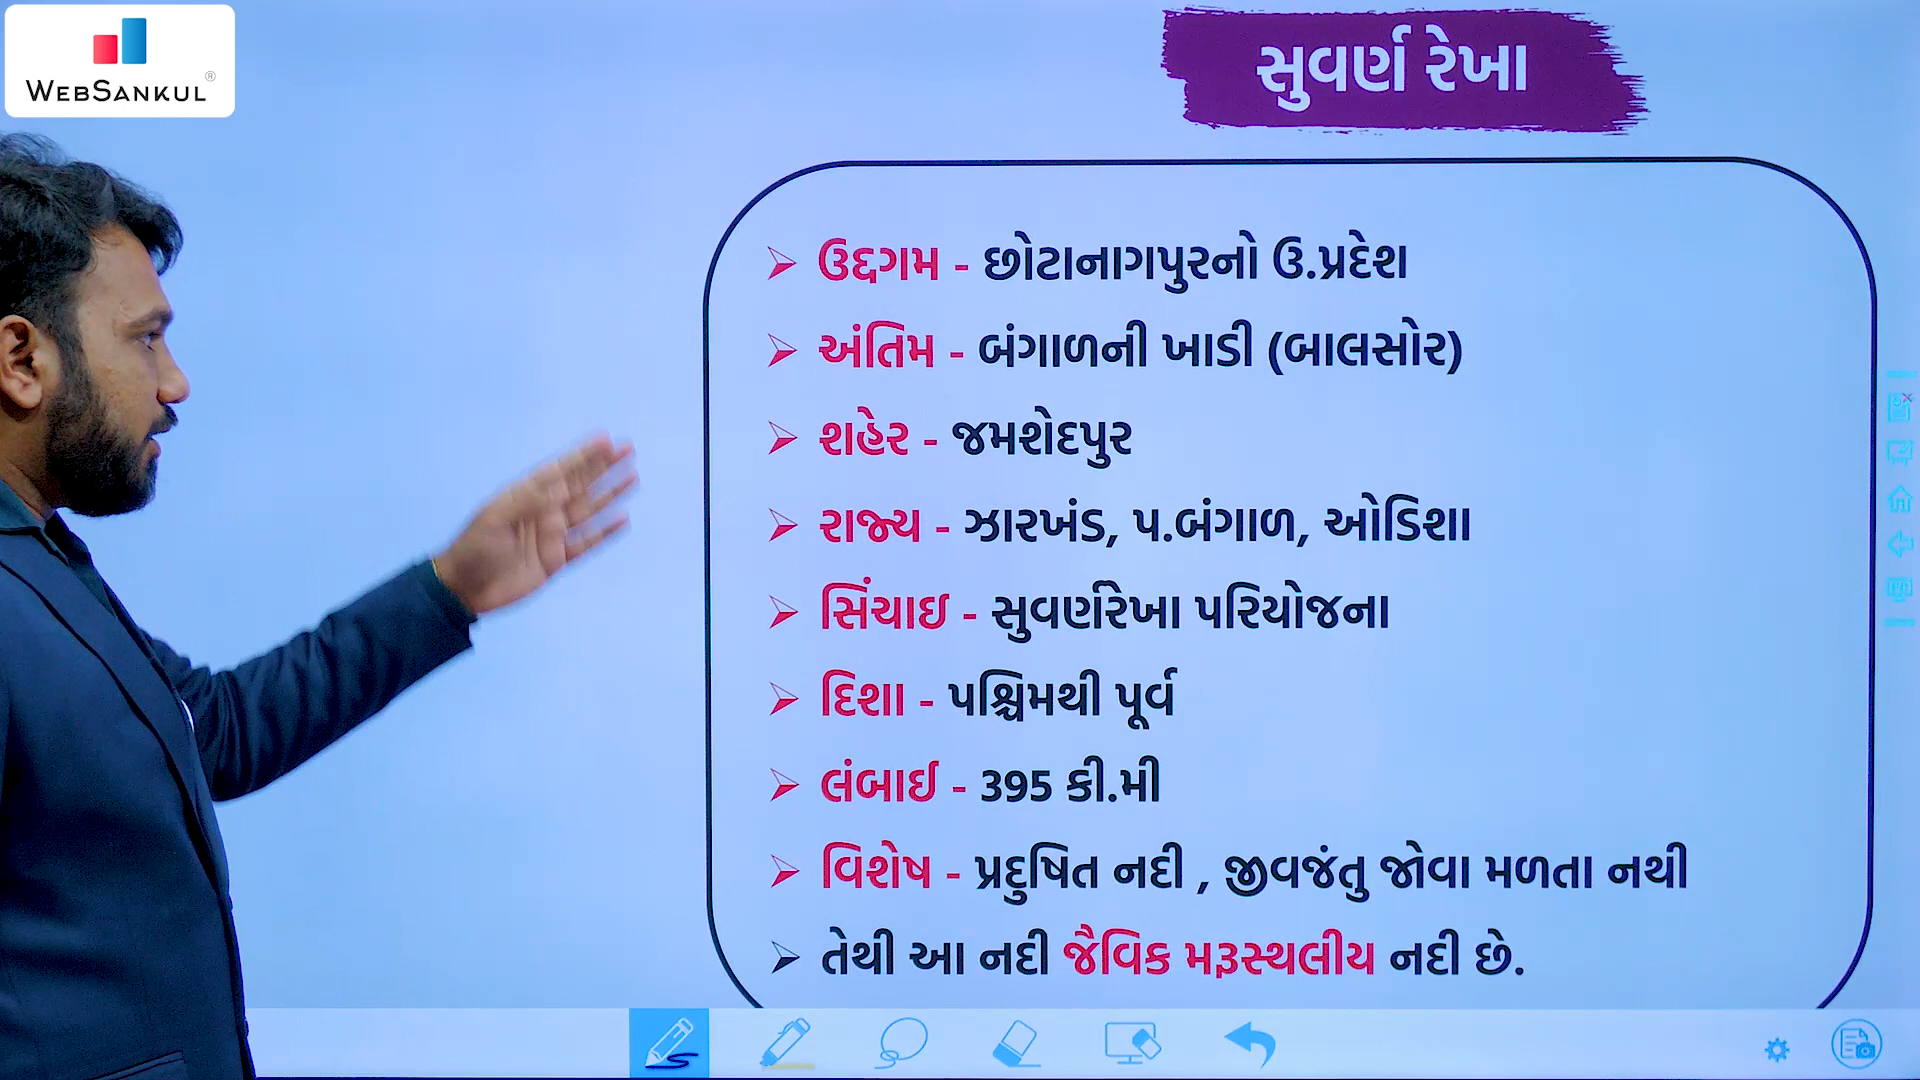 WEBSANKUL®
સુવર્ણ રેખા
ઉદ્દગમ - છોટાનાગપુરનો ઉ.પ્રદેશ
અંતિમ - બંગાળની ખાડી (બાલસોર)
શહેર - જમશેદપુર
રાજ્ય - ઝારખંડ, પ.બંગાળ, ઓડિશા
સિંચાઇ - સુવર્ણરેખા પરિયોજના
દિશા - પશ્ચિમથી પૂર્વ
લંબાઈ - 395 કી.મી
વિશેષ - પ્રદુષિત નદી , જીવજંતુ જોવા મળતા નથી
તેથી આ નદી જૈવિક મરૂસ્થલીય નદી છે.